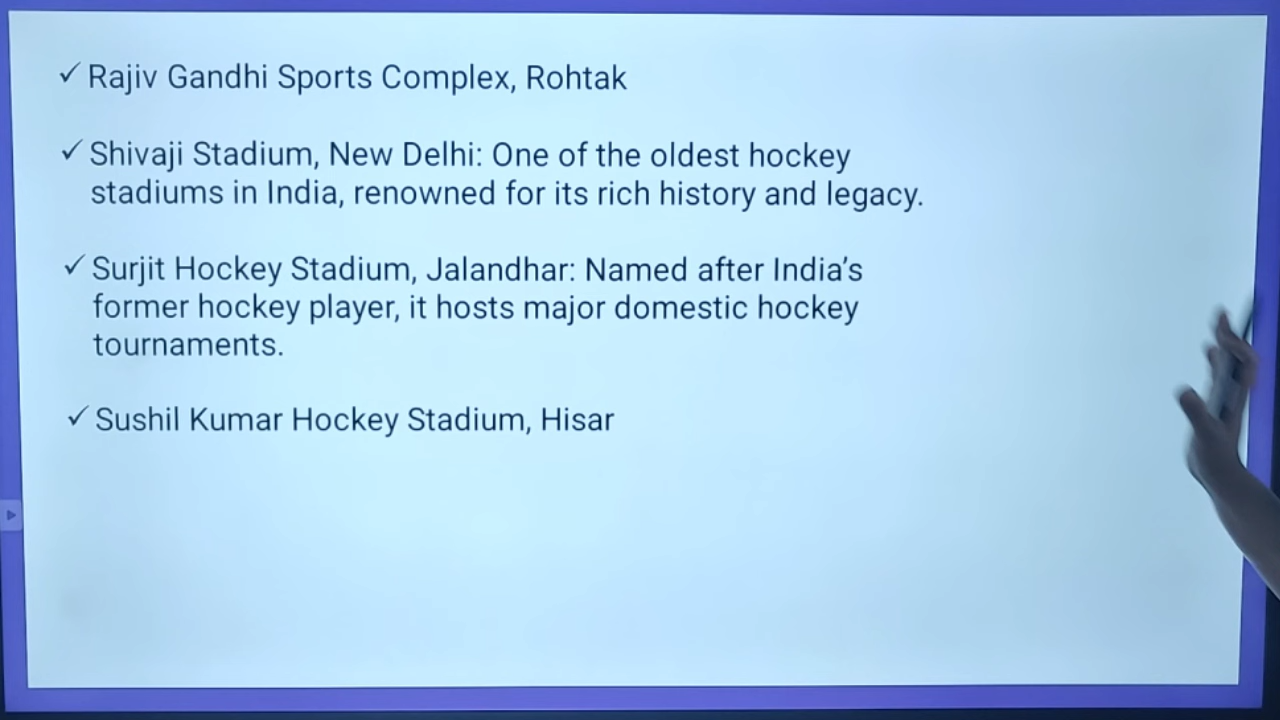 ✓ Rajiv Gandhi Sports Complex, Rohtak
✓ Shivaji Stadium, New Delhi: One of the oldest hockey
stadiums in India, renowned for its rich history and legacy.
✓ Surjit Hockey Stadium, Jalandhar: Named after India's
former hockey player, it hosts major domestic hockey
tournaments.
✓ Sushil Kumar Hockey Stadium, Hisar